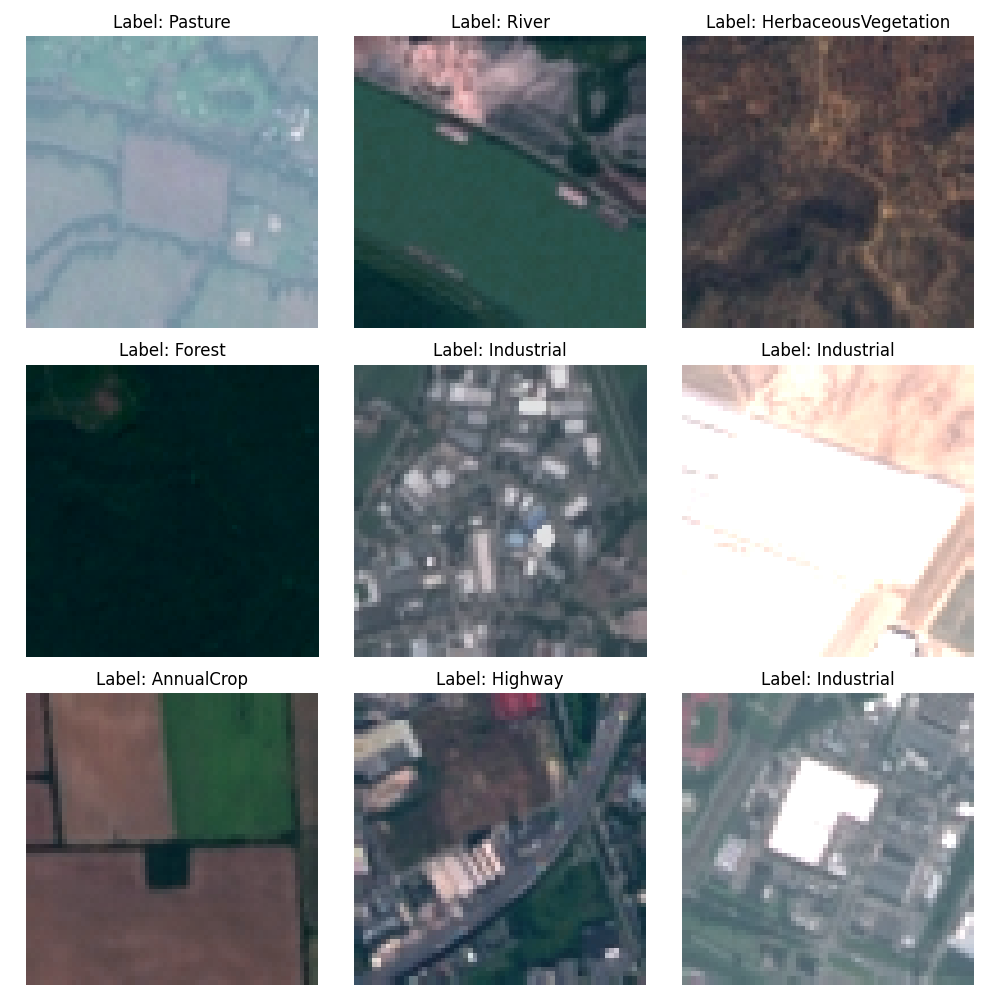 Label: Pasture
Label: River
Label: HerbaceousVegetation
Label: Forest
Label: Industrial
Label: Industrial
Label: AnnualCrop
Label: Highway
Label: Industrial